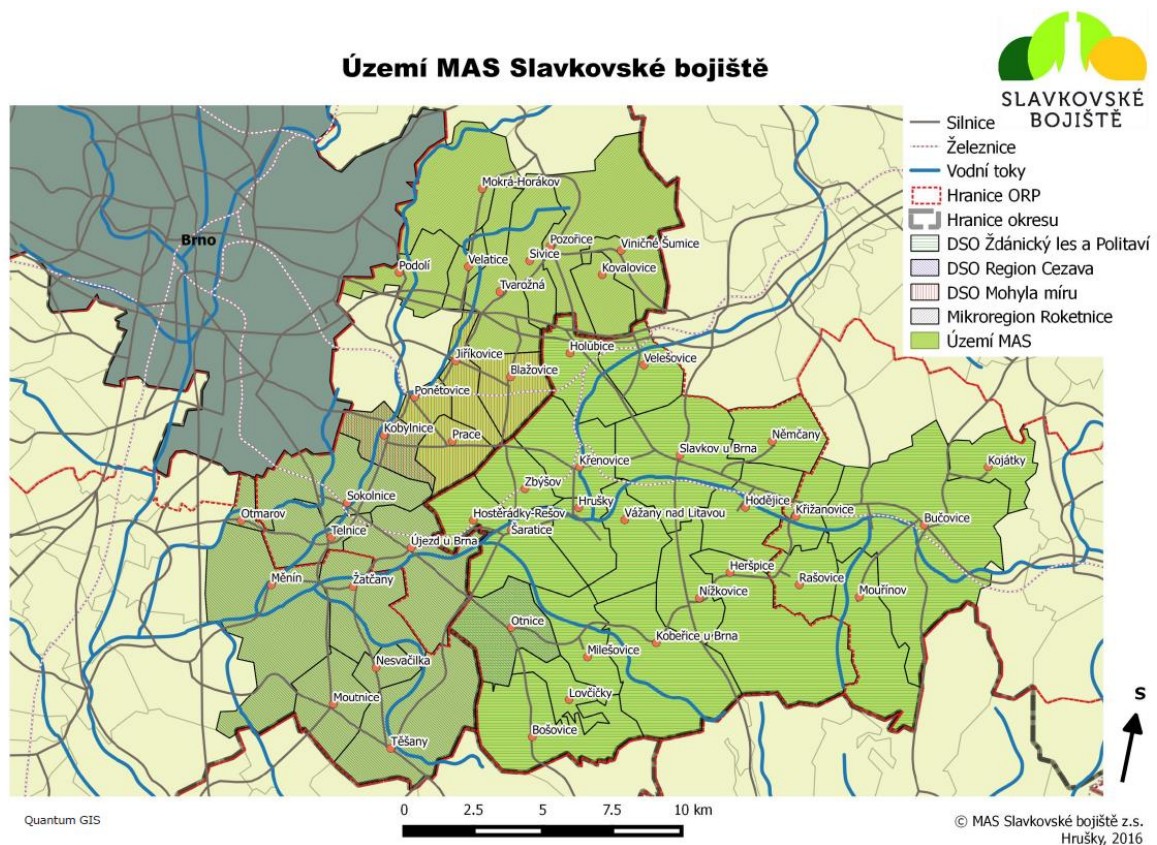 Území MAS Slavkovské bojiště
SLAVKOVSKÉ
BOJIŠTĚ
Silnice
Železnice
Vodní toky
Hranice ORP
Hranice okresu
DSO Ždánický les a Politaví
DSO Region Cezava
DSO Mohyla míru
Mikroregion Roketnice
Území MAS
Mokrá-Horákov
Brno
Pozořice
Viničné Šumice
Sivice
Velatice
Podolí
Kovalovice
Tvarožná
Holubice
Jiříkovice
Velešovice
Blažovice
Ponětovice
Kobylnice
Prace
Němčany
Slavkov u Brna
Křenovice
Kojátky
Zbýšov
Sokolnice
Hrušky
Hodějice
Otmarov
Hostěrádky-Rešov
Vážany nad Litavou
Křižanovice
Bučovice
Šaratice
Telnice
Újezd u Brna
Heršpice
Měnín
Žatčany
Rašovice
Nížkovice
Mouřínov
Otnice
Kobeřice u Brna
Milešovice
Nesvačilka
Lovčičky
Moutnice
Bošovice
Těšany
S
0 2.5 5 7.5 10 km
Quantum GIS
© MAS Slavkovské bojiště z.s.
Hrušky, 2016